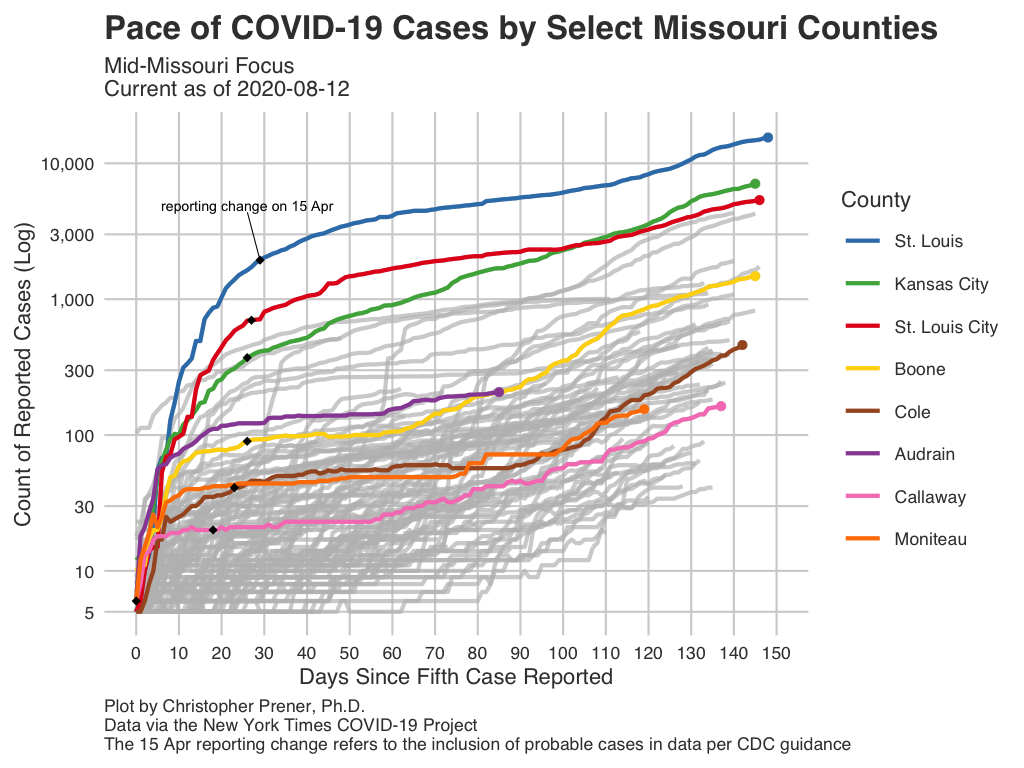 Pace of COVID-19 Cases by Select Missouri Counties
Mid-Missouri Focus
Current as of 2020-08-12
Count of Reported Cases (Log)
10,000
3,000
1,000
300
100
30
10
5
reporting change on 15 Apr
0 10 20 30 40 50 60 70 80 90 100 110 120 130 140 150
Days Since Fifth Case Reported
County
St. Louis
Kansas City
St. Louis City
Boone
Cole
Audrain
Callaway
Moniteau
Plot by Christopher Prener, Ph.D.
Data via the New York Times COVID-19 Project
The 15 Apr reporting change refers to the inclusion of probable cases in data per CDC guidance